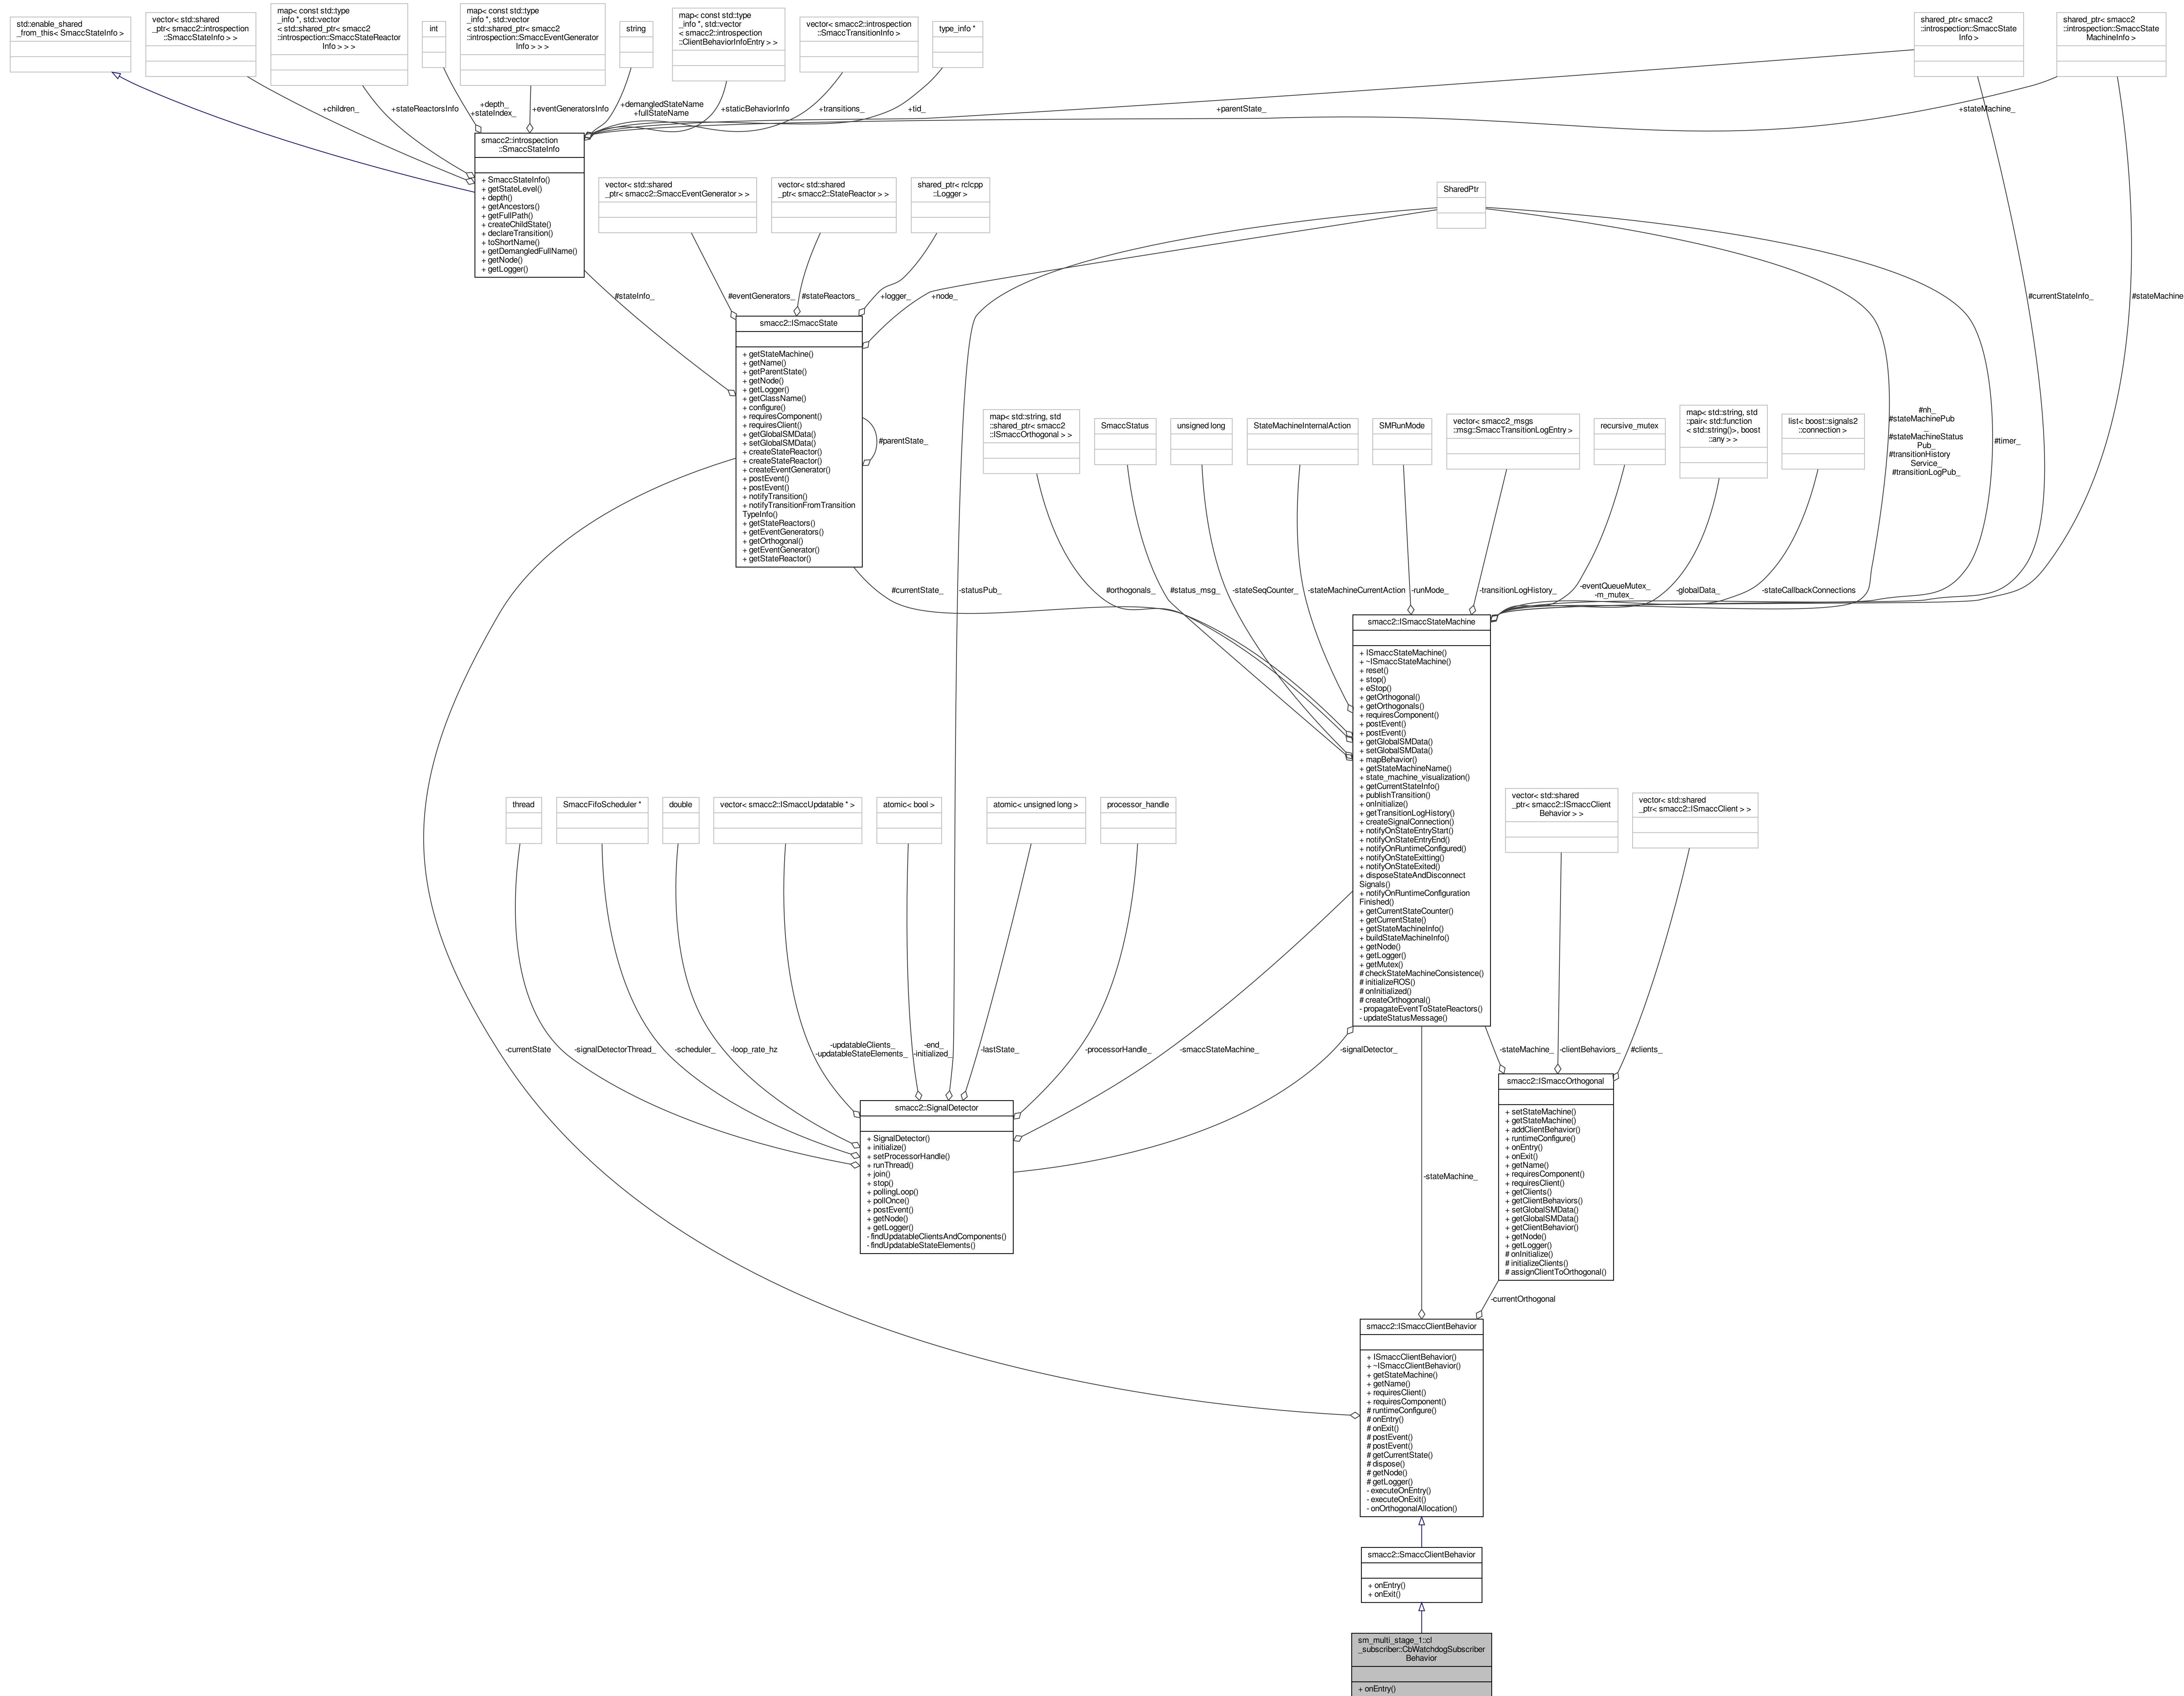 std::enable_shared
_from_this< SmaccStateInfo >
vector< std::shared
_ptr< smacc2::introspection
::SmaccStateInfo > >
map< const std::type
_info *, std::vector
< std::shared_ptr< smacc2
::introspection::SmaccStateReactor
Info > > >
int
map< const std::type
_info *, std::vector
< std::shared_ptr< smacc2
::introspection::SmaccEventGenerator
Info > > >
string
map< const std::type
_info *, std::vector
< smacc2::introspection
::ClientBehaviorInfoEntry > >
vector< smacc2::introspection
::SmaccTransitionInfo >
type_info *
shared_ptr< smacc2
::introspection::SmaccState
Info >
shared_ptr< smacc2
::introspection::SmaccState
MachineInfo >
+children_
+stateReactorsInfo
+depth_
+stateIndex_
+eventGeneratorsInfo
+demangledStateName
+fullStateName
+staticBehaviorInfo
+transitions_
+tid_
+parentState_
+stateMachine_
smacc2::introspection
::SmaccStateInfo
+ SmaccStateInfo()
+ getStateLevel()
+ depth()
+ getAncestors()
+ getFullPath()
+ createChildState()
+ declareTransition()
+ toShortName()
+ getDemangledFullName()
+ getNode()
+ getLogger()
vector< std::shared
_ptr< smacc2::SmaccEventGenerator > >
vector< std::shared
_ptr< smacc2::StateReactor > >
shared_ptr< rclcpp
::Logger >
SharedPtr
#stateInfo_
#eventGenerators_
#stateReactors_
+logger_
+node_
#currentStateInfo_
#stateMachine
smacc2::ISmaccState
+ getStateMachine()
+ getName()
+ getParentState()
+ getNode()
+ getLogger()
+ getClassName()
+ configure()
+ requiresComponent()
+ requiresClient()
+ getGlobalSMData()
+ setGlobalSMData()
+ createStateReactor()
+ createStateReactor()
+ createEventGenerator()
+ postEvent()
+ postEvent()
+ notifyTransition()
+ notifyTransitionFromTransition
TypeInfo()
+ getStateReactors()
+ getEventGenerators()
+ getOrthogonal()
+ getEventGenerator()
+ getStateReactor()
#parentState_
map< std::string, std
::shared_ptr< smacc2
::ISmaccOrthogonal > >
SmaccStatus
unsigned long
StateMachineInternalAction
SMRunMode
vector< smacc2_msgs
::msg::SmaccTransitionLogEntry >
recursive_mutex
map< std::string, std
::pair< std::function
< std::string()>, boost
::any > >
list< boost::signals2
::connection >
#nh_
#stateMachinePub
_
#stateMachineStatus
Pub_
#transitionHistory
Service_
#transitionLogPub_
#timer_
#currentState_
-statusPub_
#orthogonals_
#status_msg_
-stateSeqCounter_
-stateMachineCurrentAction
-runMode_
-transitionLogHistory_
-eventQueueMutex_
-m_mutex_
-globalData_
-stateCallbackConnections
smacc2::ISmaccStateMachine
+ ISmaccStateMachine()
+ ~ISmaccStateMachine()
+ reset()
+ stop()
+ eStop()
+ getOrthogonal()
+ getOrthogonals()
+ requiresComponent()
+ postEvent()
+ postEvent()
+ getGlobalSMData()
+ setGlobalSMData()
+ mapBehavior()
+ getStateMachineName()
+ state_machine_visualization()
+ getCurrentStateInfo()
+ publishTransition()
+ onInitialize()
+ getTransitionLogHistory()
+ createSignalConnection()
+ notifyOnStateEntryStart()
+ notifyOnStateEntryEnd()
+ notifyOnRuntimeConfigured()
+ notifyOnStateExitting()
+ notifyOnStateExited()
+ disposeStateAndDisconnect
Signals()
+ notifyOnRuntimeConfiguration
Finished()
+ getCurrentStateCounter()
+ getCurrentState()
+ getStateMachineInfo()
+ buildStateMachineInfo()
+ getNode()
+ getLogger()
+ getMutex()
# checkStateMachineConsistence()
# initializeROS()
# onInitialized()
# createOrthogonal()
- propagateEventToStateReactors()
- updateStatusMessage()
thread
SmaccFifoScheduler *
double
vector< smacc2::ISmaccUpdatable * >
atomic< bool >
atomic< unsigned long >
processor_handle
vector< std::shared
_ptr< smacc2::ISmaccClient
Behavior > >
vector< std::shared
_ptr< smacc2::ISmaccClient > >
-currentState
-signalDetectorThread_
-scheduler_
-loop_rate_hz
-updatableClients_
-updatableStateElements_
-end_
-initialized_
-lastState_
-processorHandle_
-smaccStateMachine_
-signalDetector_
-stateMachine_
-clientBehaviors_
#clients_
smacc2::SignalDetector
+ SignalDetector()
+ initialize()
+ setProcessorHandle()
+ runThread()
+ join()
+ stop()
+ pollingLoop()
+ pollOnce()
+ postEvent()
+ getNode()
+ getLogger()
- findUpdatableClientsAndComponents()
- findUpdatableStateElements()
smacc2::ISmaccOrthogonal
+ setStateMachine()
+ getStateMachine()
+ addClientBehavior()
+ runtimeConfigure()
+ onEntry()
+ onExit()
+ getName()
+ requiresComponent()
+ requiresClient()
+ getClients()
+ getClientBehaviors()
+ setGlobalSMData()
+ getGlobalSMData()
+ getClientBehavior()
+ getNode()
+ getLogger()
# onInitialize()
# initializeClients()
# assignClientToOrthogonal()
-stateMachine_
-currentOrthogonal
smacc2::ISmaccClientBehavior
+ ISmaccClientBehavior()
+ ~ISmaccClientBehavior()
+ getStateMachine()
+ getName()
+ requiresClient()
+ requiresComponent()
# runtimeConfigure()
# onEntry()
# onExit()
# postEvent()
# postEvent()
# getCurrentState()
# dispose()
# getNode()
# getLogger()
- executeOnEntry()
- executeOnExit()
- onOrthogonalAllocation()
smacc2::SmaccClientBehavior
+ onEntry()
+ onExit()
sm_multi_stage_1::cl
_subscriber::CbWatchdogSubscriber
Behavior
+ onEntry()